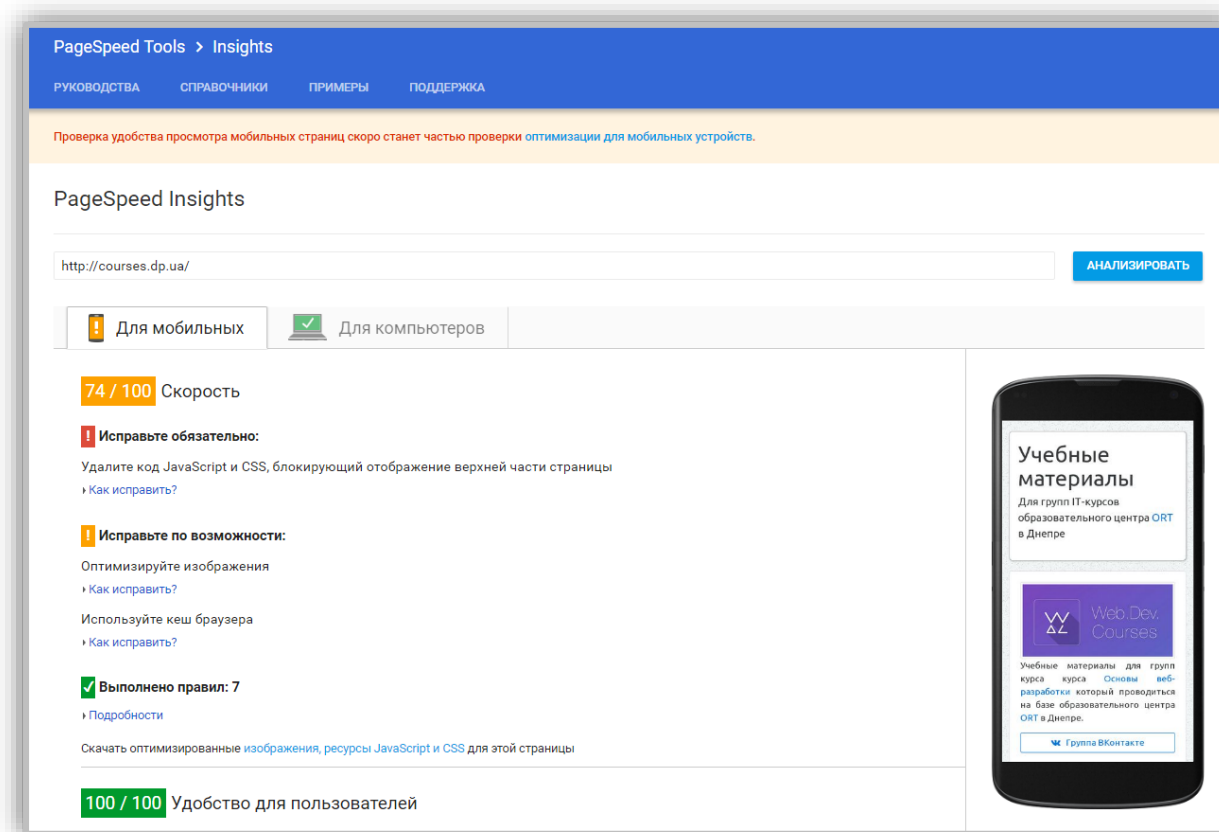 PageSpeed Tools > Insights
РУКОВОДСТВА СПРАВОЧНИКИ ПРИМЕРЫ ПОДДЕРЖКА
Проверка удобства просмотра мобильных страниц скоро станет частью проверки оптимизации для мобильных устройств.
PageSpeed Insights
http://courses.dp.ua/
АНАЛИЗИРОВАТЬ
Для мобильных
Для компьютеров
74 / 100 Скорость
! Исправьте обязательно:
Удалите код JavaScript и CSS, блокирующий отображение верхней части страницы
Как исправить?
! Исправьте по возможности:
Оптимизируйте изображения
Как исправить?
Используйте кеш браузера
Как исправить?
Выполнено правил: 7
Подробности
Скачать оптимизированные изображения, ресурсы JavaScript и CSS для этой страницы
100 / 100 Удобство для пользователей
Учебные
материалы
Для групп IT-курсов
образовательного центра ORT
в Днепре
Web.Dev.
Courses
Учебные материалы для групп
курса курса Основы веб-
разработки который проводиться
на базе образовательного центра
ORT в Днепре.
Группа ВКонтакте